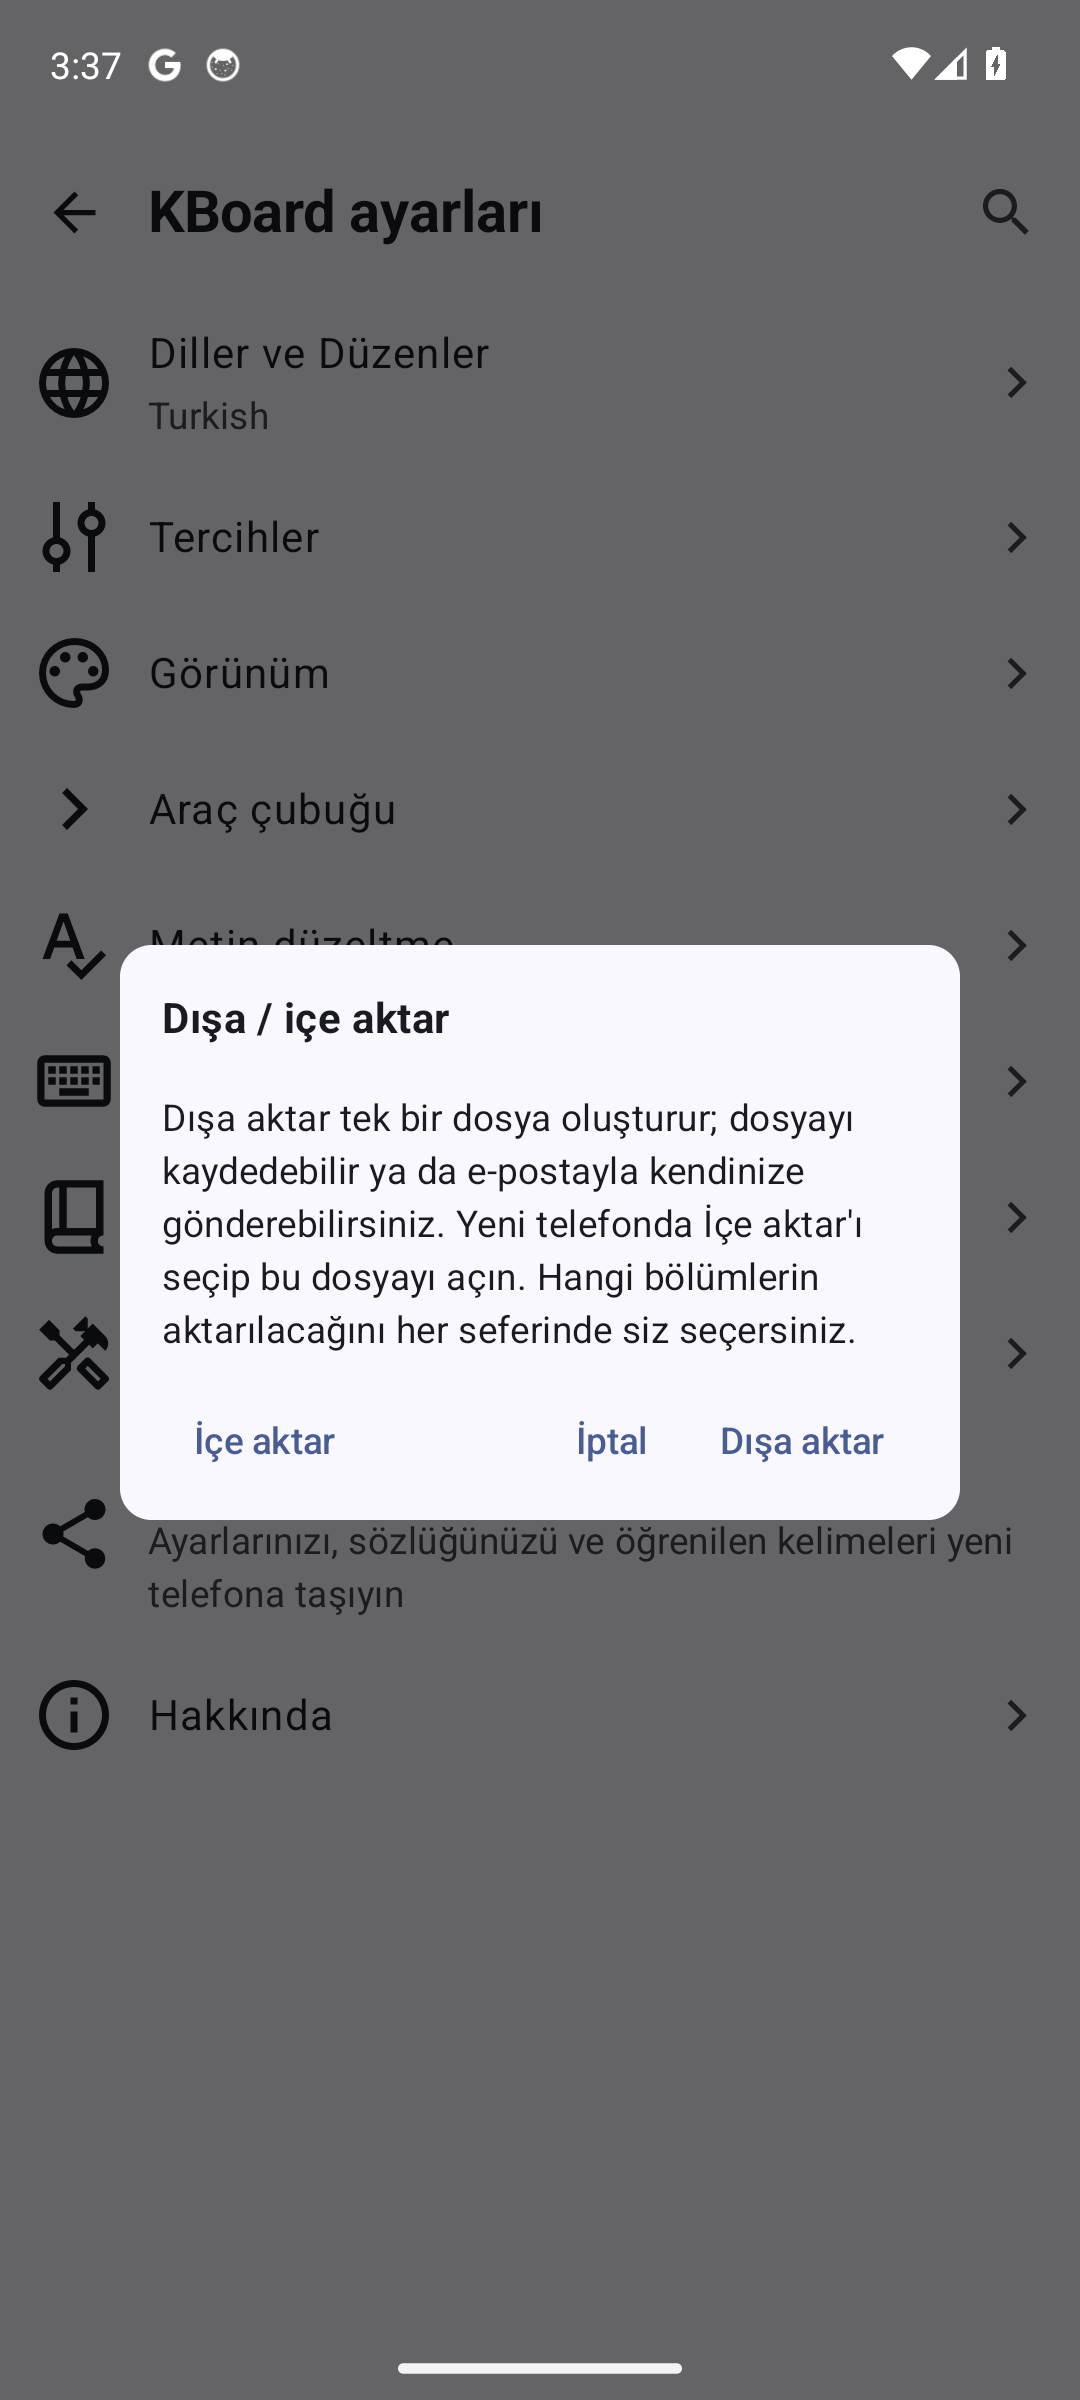 3:37
KBoard ayarları
Diller ve Düzenler
Turkish
Tercihler
Görünüm
Araç çubuğu
Metin düzeltme
Dışa / içe aktar
Dışa aktar tek bir dosya oluşturur; dosyayı
kaydedebilir ya da e-postayla kendinize
gönderebilirsiniz. Yeni telefonda İçe aktar'ı
seçip bu dosyayı açın. Hangi bölümlerin
aktarılacağını her seferinde siz seçersiniz.
İçe aktar
İptal
Dışa aktar
Ayarlarınızı, sözlüğünüzü ve öğrenilen kelimeleri yeni
telefona taşıyın
Hakkında